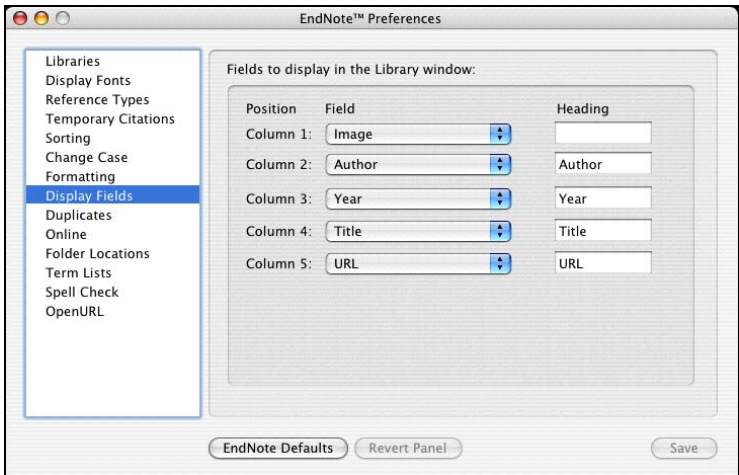 EndNote™ Preferences
Libraries
Display Fonts
Reference Types
Temporary Citations
Sorting
Change Case
Formatting
Display Fields
Duplicates
Online
Folder Locations
Term Lists
Spell Check
OpenURL
Fields to display in the Library window:
Position Field Heading
Column 1: Image
Column 2: Author Author
Column 3: Year Year
Column 4: Title Title
Column 5: URL URL
EndNote Defaults Revert Panel Save